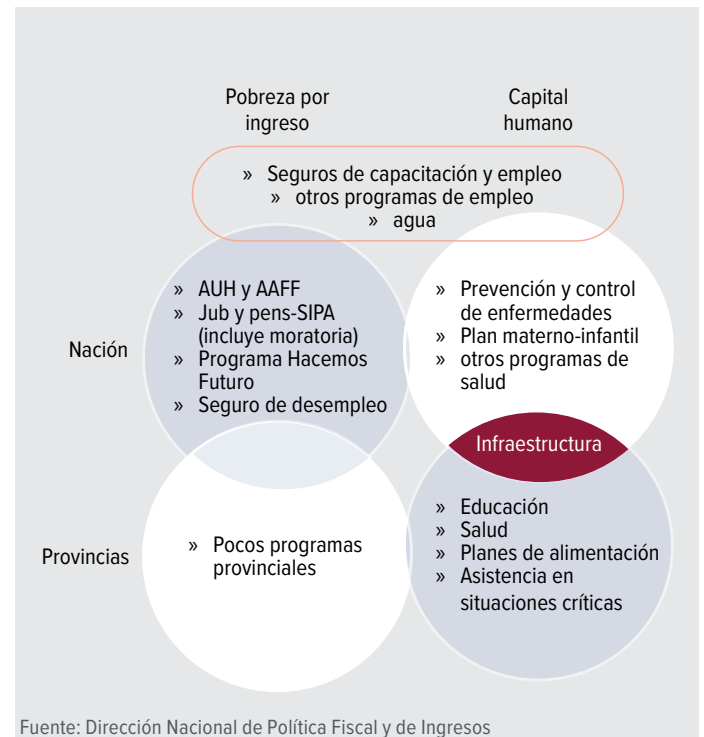 Pobreza por
ingreso
Capital
humano
» Seguros de capacitación y empleo
» otros programas de empleo
» agua
Nación
» AUH y AAFF
» Jub y pens-SIPA
(incluye moratoria)
» Programa Hacemos
Futuro
» Seguro de desempleo
» Prevención y control
de enfermedades
» Plan materno-infantil
» otros programas de
salud
Infraestructura
Provincias
» Pocos programas
provinciales
» Educación
» Salud
» Planes de alimentación
» Asistencia en
situaciones críticas
Fuente: Dirección Nacional de Política Fiscal y de Ingresos